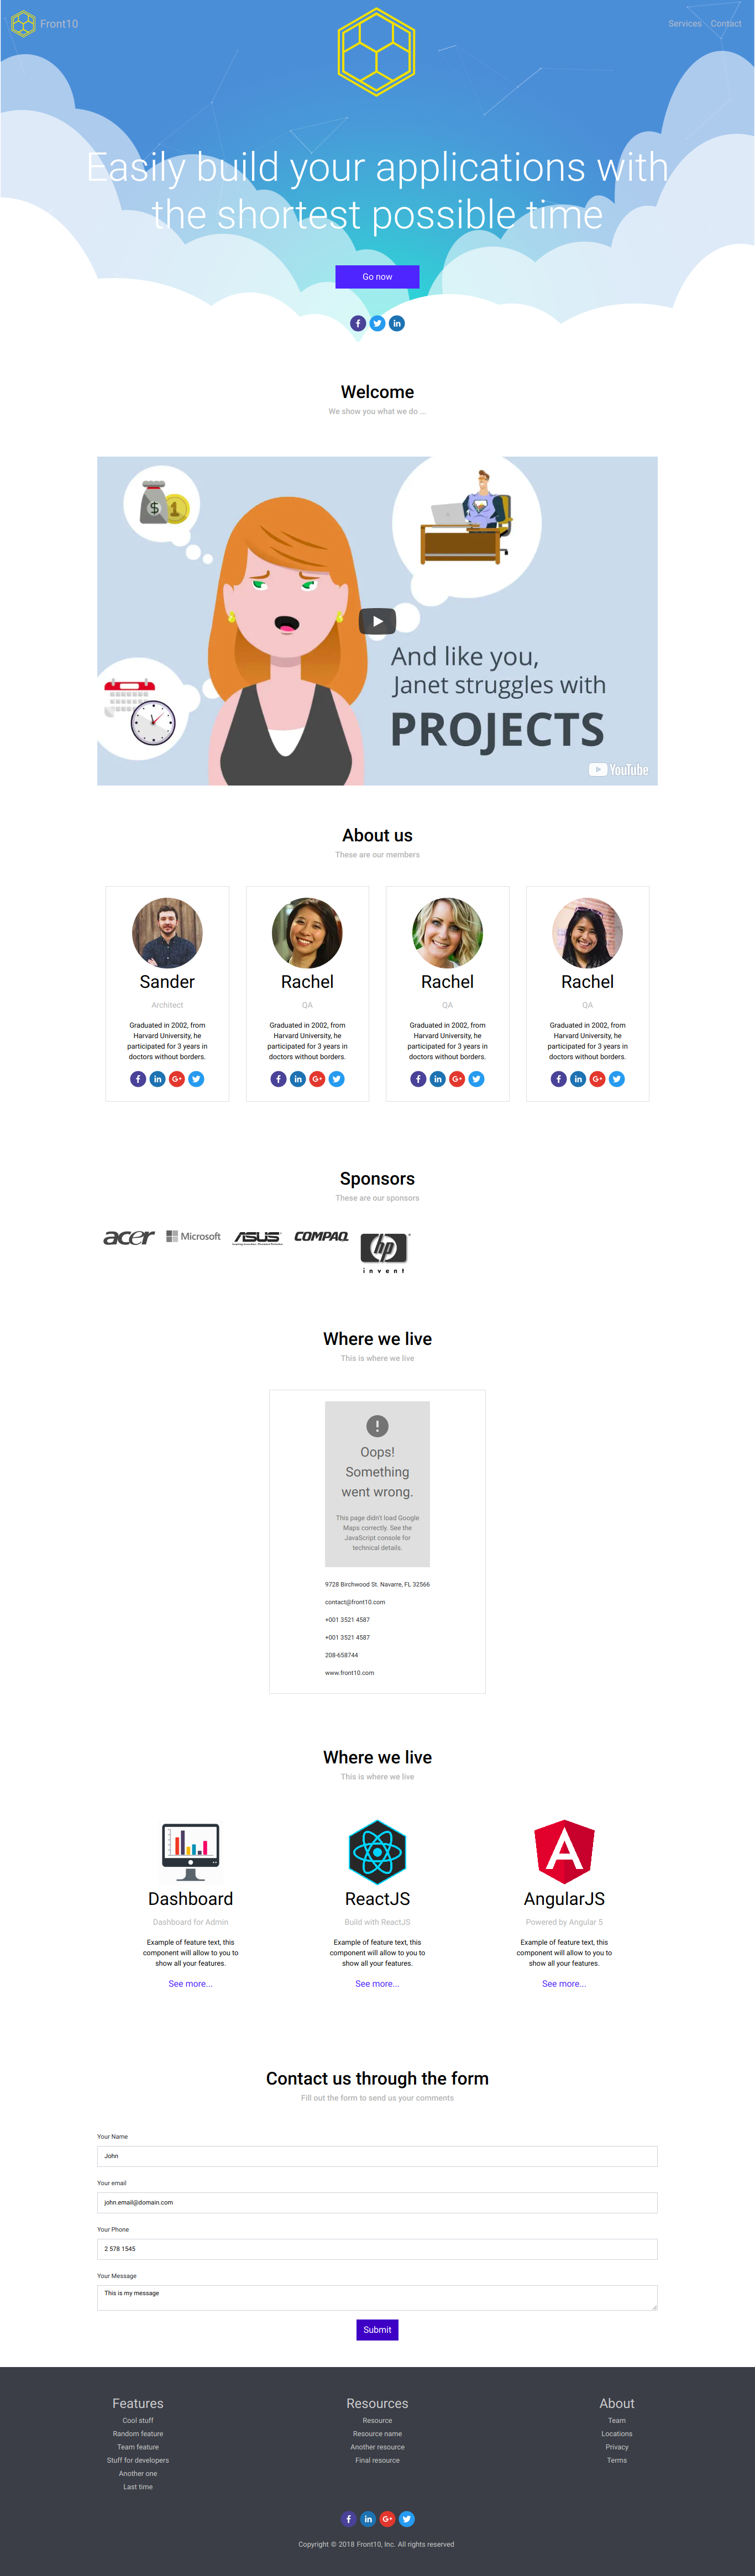 Front10
Services Contact
Easily build your applications with
the shortest possible time
Go now
Welcome
We show you what we do ...
$
1
And like you,
Janet struggles with
PROJECTS
YouTube
About us
These are our members
Sander
Architect
Graduated in 2002, from
Harvard University, he
participated for 3 years in
doctors without borders.
Rachel
QA
Graduated in 2002, from
Harvard University, he
participated for 3 years in
doctors without borders.
Rachel
QA
Graduated in 2002, from
Harvard University, he
participated for 3 years in
doctors without borders.
Rachel
QA
Graduated in 2002, from
Harvard University, he
participated for 3 years in
doctors without borders.
Sponsors
These are our sponsors
acer
Microsoft
ASUS
COMPAQ
hp
invent
Where we live
This is where we live
Oops!
Something
went wrong.
This page didn't load Google
Maps correctly. See the
JavaScript console for
technical details.
9728 Birchwood St. Navarre, FL 32566
contact@front10.com
+001 3521 4587
+001 3521 4587
208-658744
www.front10.com
Where we live
This is where we live
Dashboard
Dashboard for Admin
Example of feature text, this
component will allow to you to
show all your features.
See more...
ReactJS
Build with ReactJS
Example of feature text, this
component will allow to you to
show all your features.
See more...
AngularJS
Powered by Angular 5
Example of feature text, this
component will allow to you to
show all your features.
See more...
Contact us through the form
Fill out the form to send us your comments
Your Name
John
Your email
john.email@domain.com
Your Phone
2 578 1545
Your Message
This is my message
Submit
Features
Cool stuff
Random feature
Team feature
Stuff for developers
Another one
Last time
Resources
Resource
Resource name
Another resource
Final resource
About
Team
Locations
Privacy
Terms
Copyright © 2018 Front10, Inc. All rights reserved